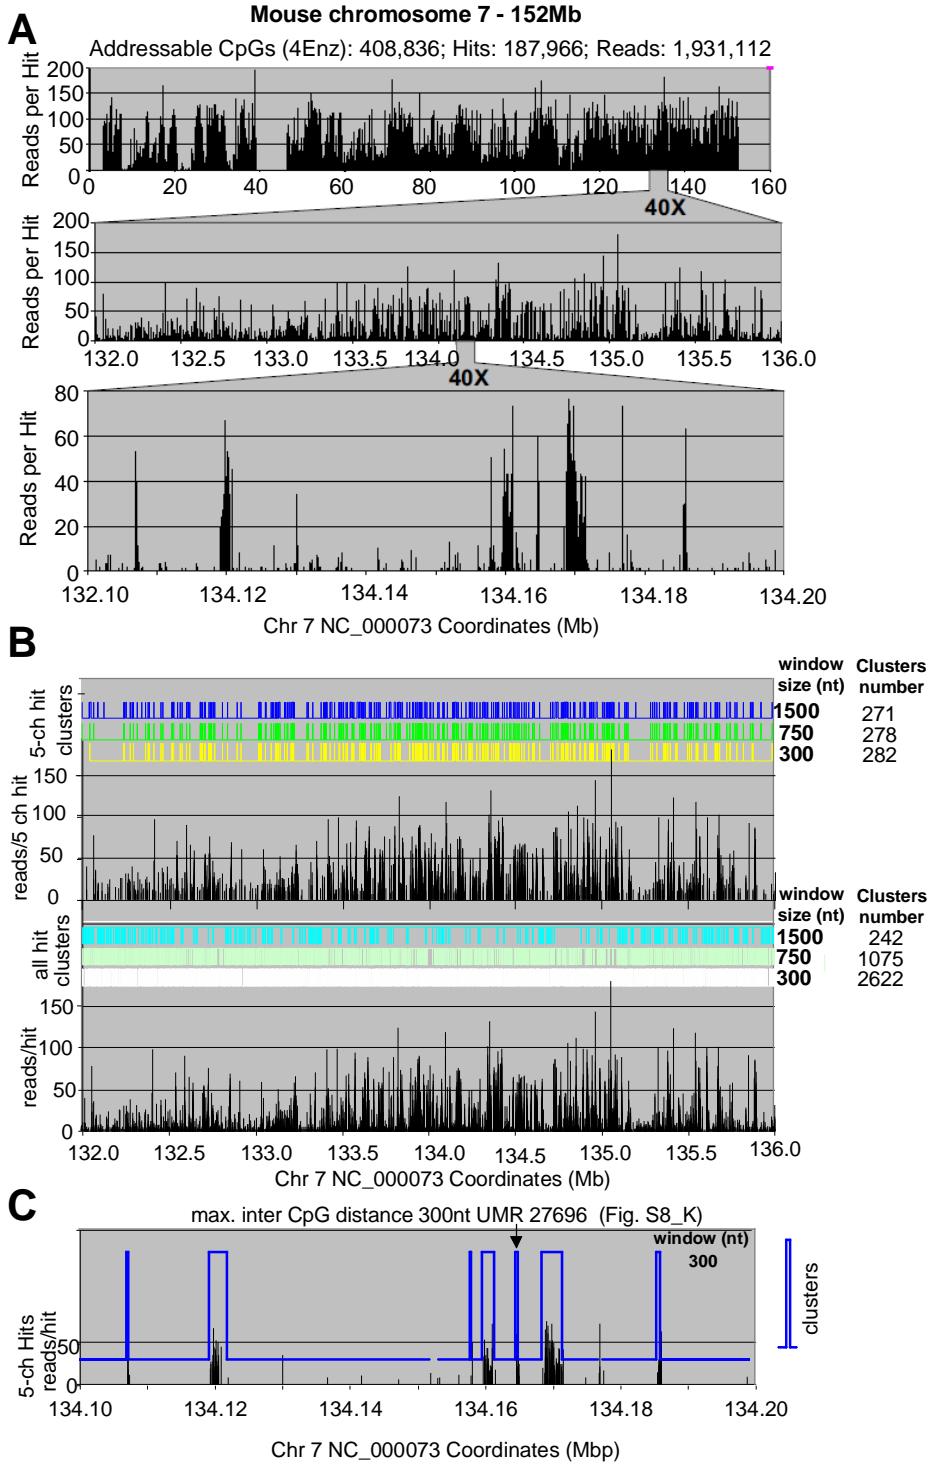 A
Mouse chromosome 7 - 152Mb
Addressable CpGs (4Enz): 408,836; Hits: 187,966; Reads: 1,931,112
Reads per Hit
200
150
100
50
0
0 20 40 60 80 100 120 140 160
40X
Reads per Hit
200
150
100
50
0
132.0 132.5 133.0 133.5 134.0 134.5 135.0 135.5 136.0
40X
Reads per Hit
80
60
40
20
0
132.10 134.12 134.14 134.16 134.18 134.20
Chr 7 NC_000073 Coordinates (Mb)
B
window size (nt)
Clusters number
5-ch hit clusters
1500 271
750 278
300 282
reads/5 ch hit
150
100
50
0
window size (nt)
Clusters number
all hit clusters
1500 242
750 1075
300 2622
reads/hit
150
100
50
0
132.0 132.5 133.0 133.5 134.0 134.5 135.0 135.5 136.0
Chr 7 NC_000073 Coordinates (Mb)
C
max. inter CpG distance 300nt UMR 27696 (Fig. S8_K)
window (nt)
300
clusters
5-ch Hits reads/hit
50
0
134.10 134.12 134.14 134.16 134.18 134.20
Chr 7 NC_000073 Coordinates (Mbp)